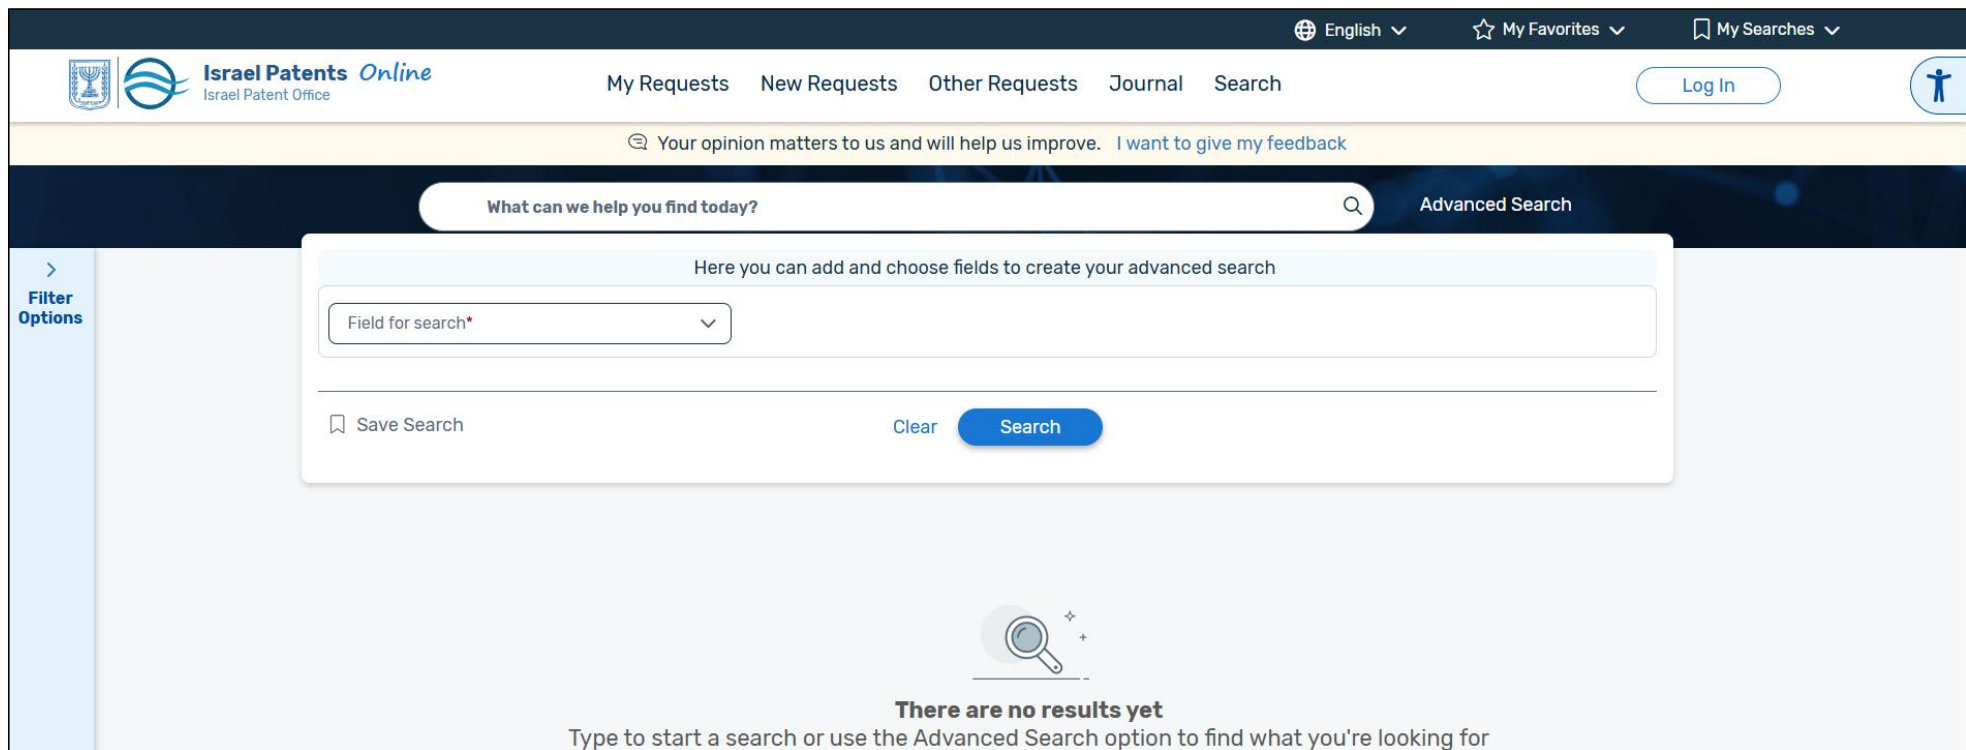 English
My Favorites
My Searches
Israel Patents Online
Israel Patent Office
My Requests
New Requests
Other Requests
Journal
Search
Log In
Your opinion matters to us and will help us improve. I want to give my feedback
What can we help you find today?
Advanced Search
Filter
Options
Here you can add and choose fields to create your advanced search
Field for search*
Save Search
Clear
Search
There are no results yet
Type to start a search or use the Advanced Search option to find what you're looking for